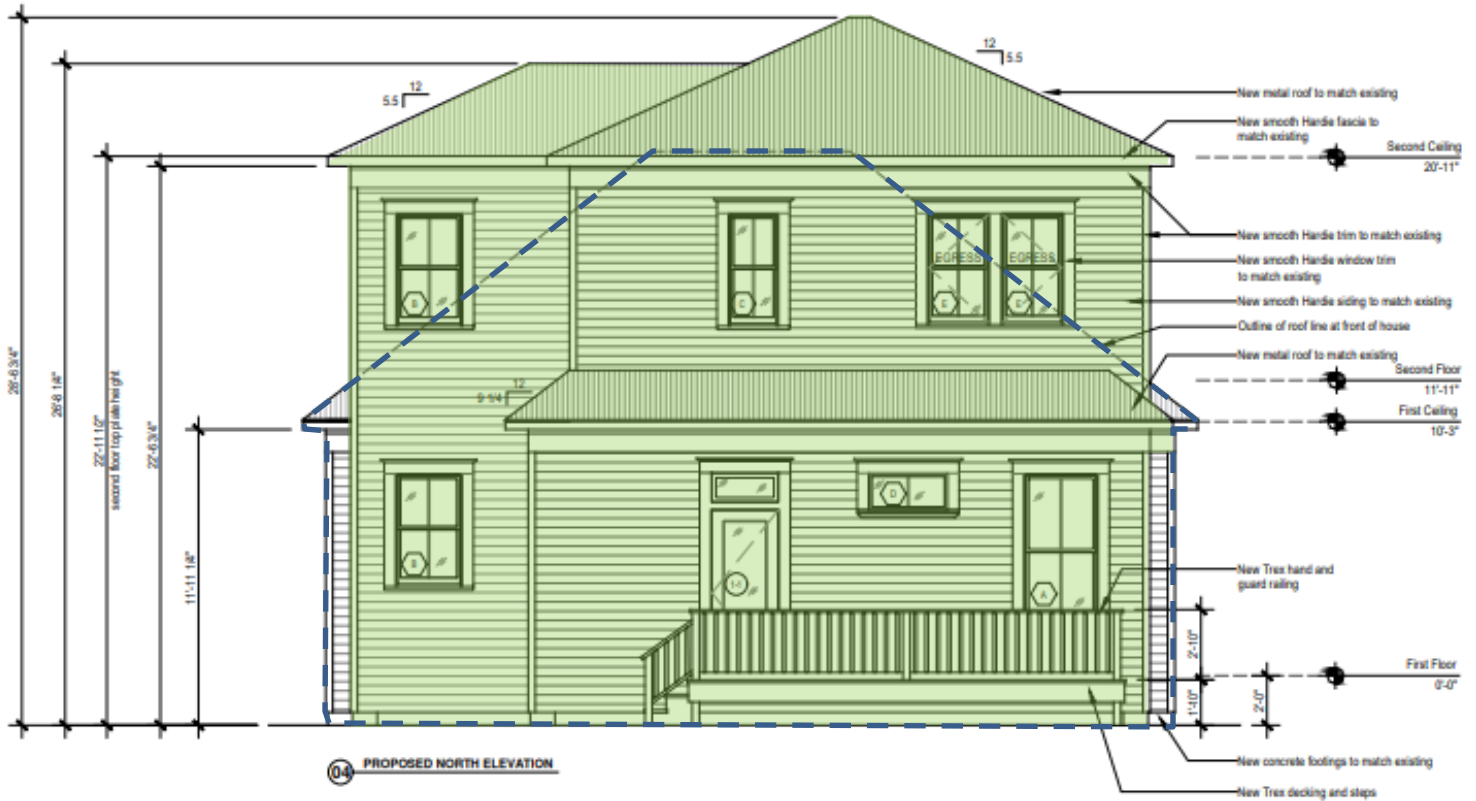 12
5.5
12
5.5
New metal roof to match existing
New smooth Hardie fascia to
match existing
Second Ceiling
20'-11"
New smooth Hardie trim to match existing
EGRESS
EGRESS
New smooth Hardie window trim
to match existing
B
C
E
E
New smooth Hardie siding to match existing
Outline of roof line at front of house
New metal roof to match existing
Second Floor
11'-11"
12
9 1/4
First Ceiling
10'-3"
28'-6 3/4"
26'-8 1/4"
22'-11 1/2"
second floor top plate height
22'-6 3/4"
11'-11 1/4"
D
B
1-1
A
New Trex hand and
guard railing
2'-10"
First Floor
0'-0"
1'-10"
2'-0"
04 PROPOSED NORTH ELEVATION
New concrete footings to match existing
New Trex decking and steps